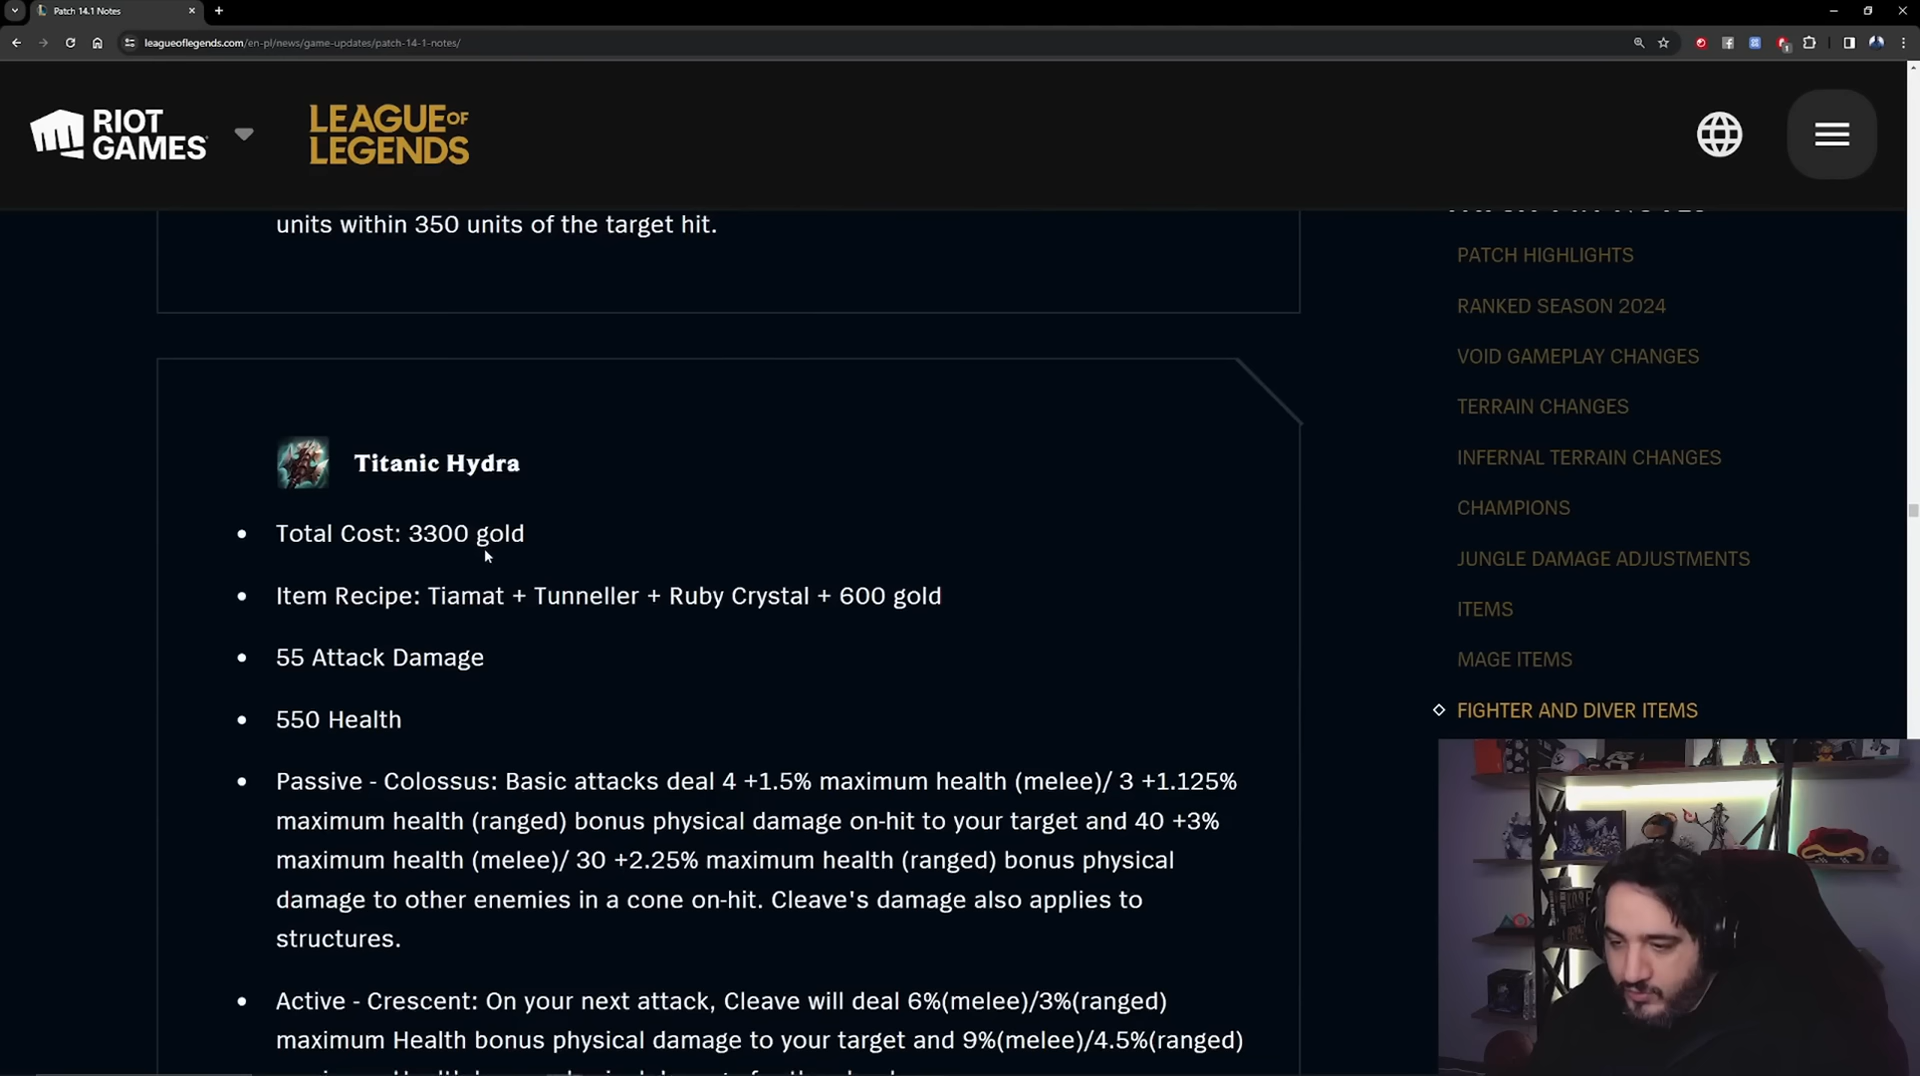 Patch 14.1 Notes
leagueoflegends.com/en-pl/news/game-updates/patch-14-1-notes/
RIOT GAMES
LEAGUE OF LEGENDS
units within 350 units of the target hit.
Titanic Hydra
• Total Cost: 3300 gold
• Item Recipe: Tiamat + Tunneller + Ruby Crystal + 600 gold
• 55 Attack Damage
• 550 Health
• Passive - Colossus: Basic attacks deal 4 +1.5% maximum health (melee)/ 3 +1.125%
maximum health (ranged) bonus physical damage on-hit to your target and 40 +3%
maximum health (melee)/ 30 +2.25% maximum health (ranged) bonus physical
damage to other enemies in a cone on-hit. Cleave's damage also applies to
structures.
• Active - Crescent: On your next attack, Cleave will deal 6%(melee)/3%(ranged)
maximum Health bonus physical damage to your target and 9%(melee)/4.5%(ranged)
PATCH HIGHLIGHTS
RANKED SEASON 2024
VOID GAMEPLAY CHANGES
TERRAIN CHANGES
INFERNAL TERRAIN CHANGES
CHAMPIONS
JUNGLE DAMAGE ADJUSTMENTS
ITEMS
MAGE ITEMS
FIGHTER AND DIVER ITEMS